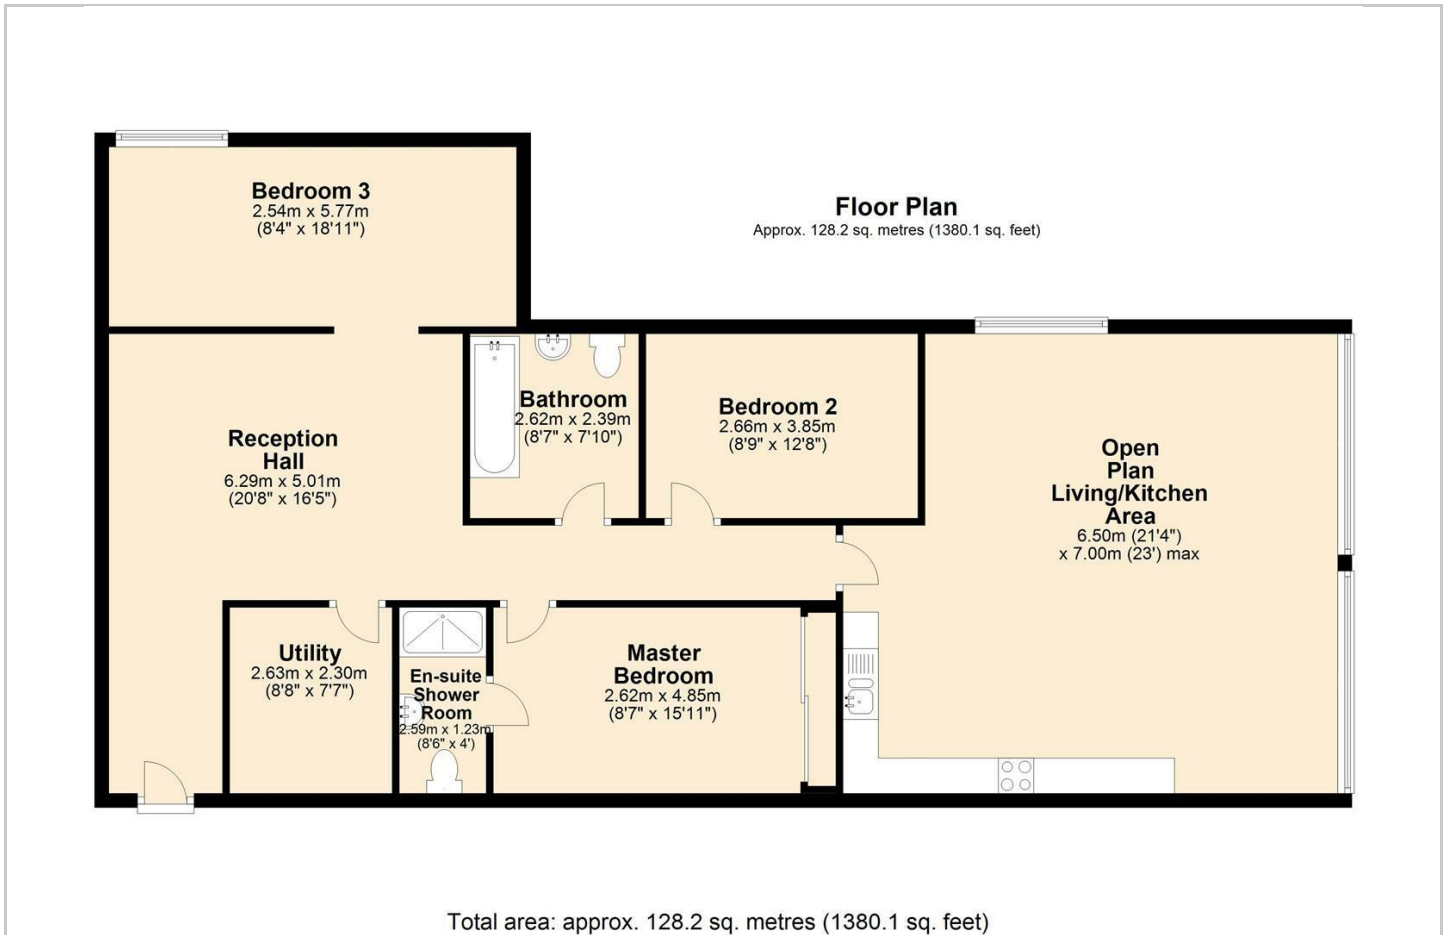 Bedroom 3
2.54m x 5.77m
(8'4" x 18'11")
Floor Plan
Approx. 128.2 sq. metres (1380.1 sq. feet)
Reception
Hall
6.29m x 5.01m
(20'8" x 16'5")
Bathroom
2.62m x 2.39m
(8'7" x 7'10")
Bedroom 2
2.66m x 3.85m
(8'9" x 12'8")
Open
Plan
Living/Kitchen
Area
6.50m (21'4")
x 7.00m (23') max
Utility
2.63m x 2.30m
(8'8" x 7'7")
En-suite
Shower
Room
2.59m x 1.23m
(8'6" x 4')
Master
Bedroom
2.62m x 4.85m
(8'7" x 15'11")
Total area: approx. 128.2 sq. metres (1380.1 sq. feet)